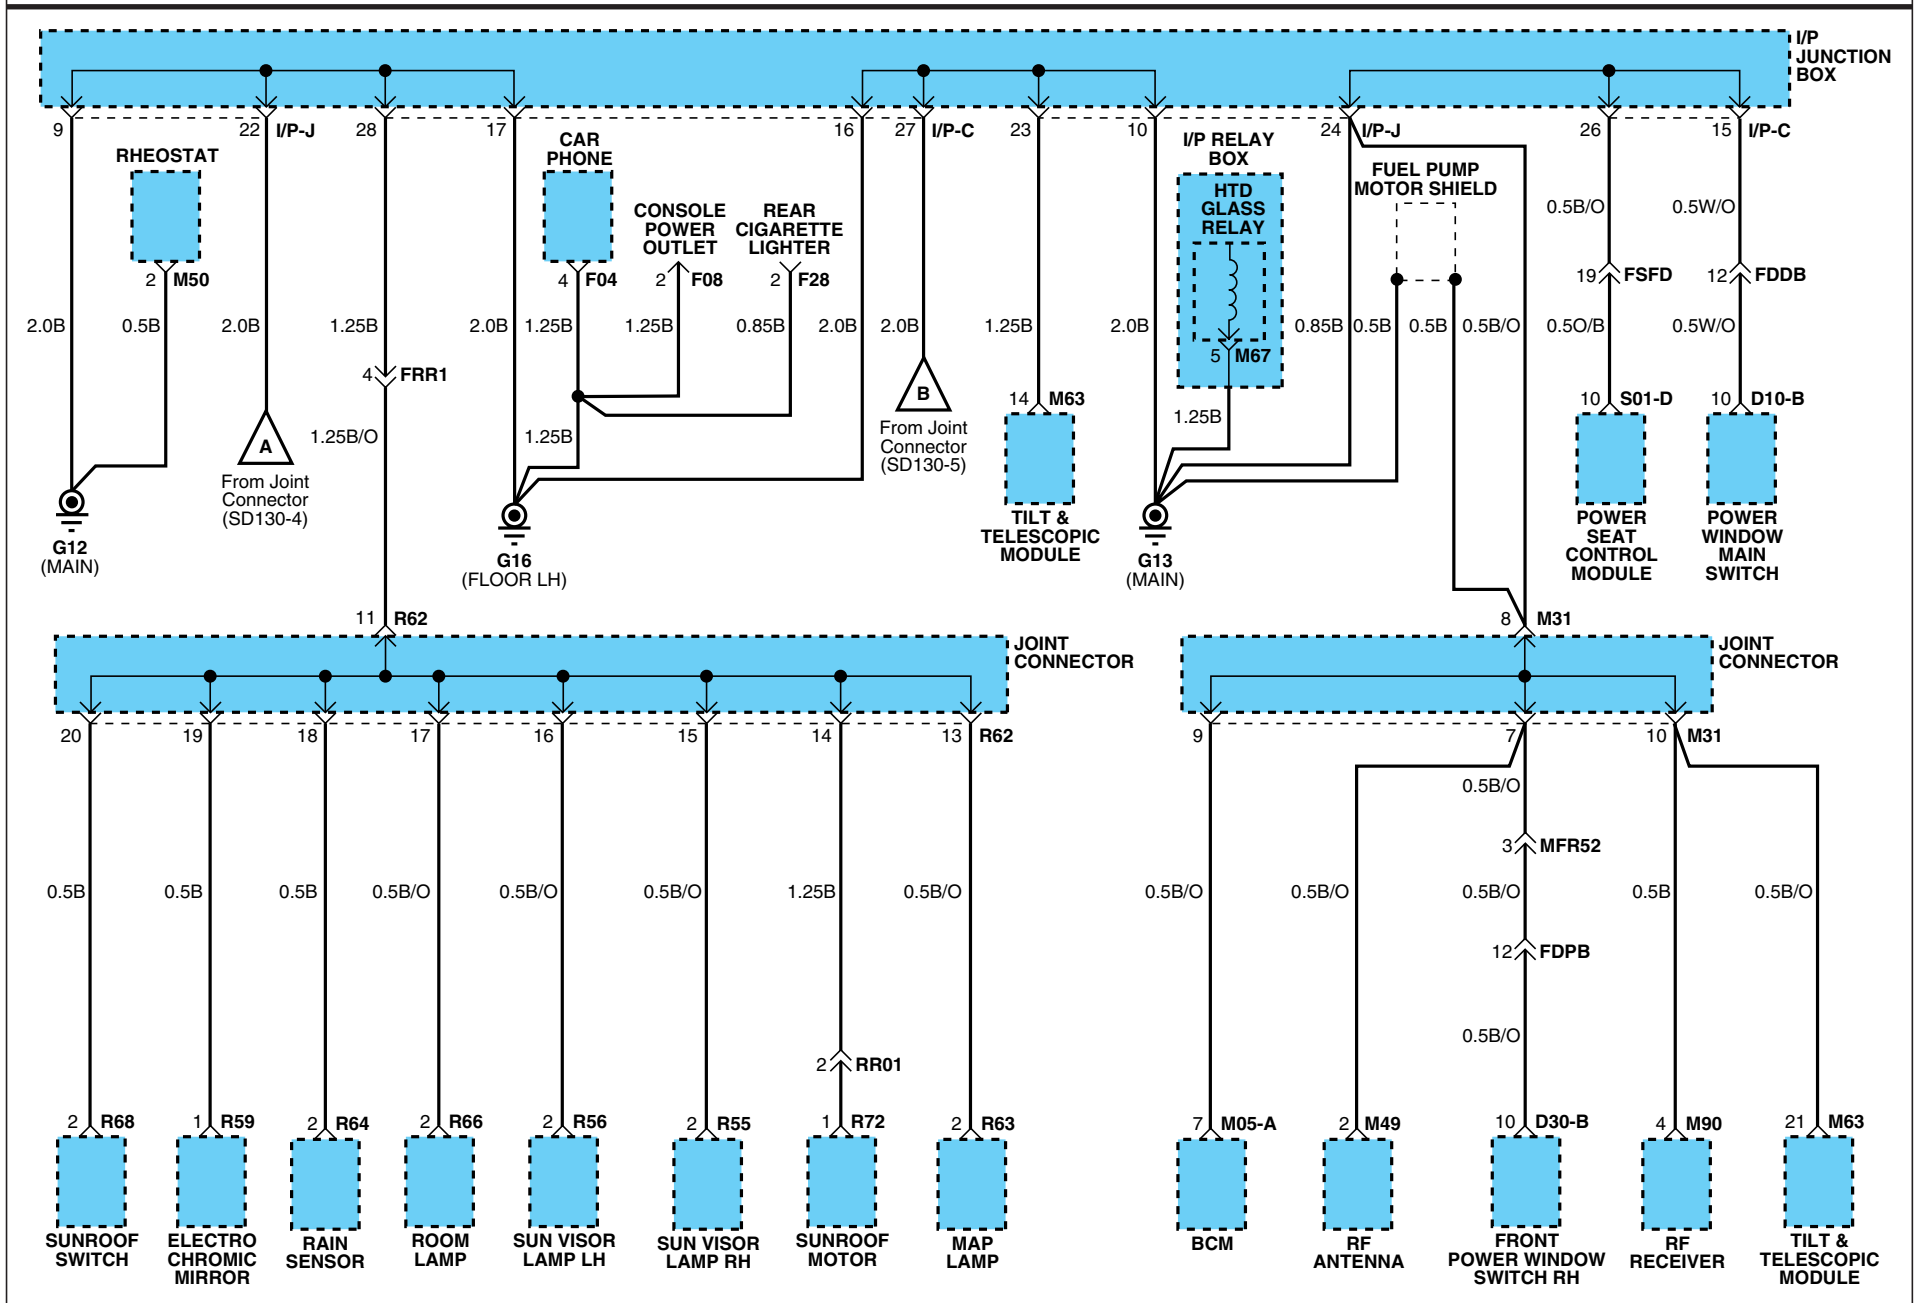 I/P
JUNCTION
BOX
9
22
I/P-J
28
17
16
27
I/P-C
23
10
24
I/P-J
26
15
I/P-C
RHEOSTAT
CAR
PHONE
I/P RELAY
BOX
HTD
GLASS
RELAY
FUEL PUMP
MOTOR SHIELD
CONSOLE
POWER
OUTLET
REAR
CIGARETTE
LIGHTER
0.5B/O
0.5W/O
2 M50
4 F04
2 F08
2 F28
19 FSFD
12 FDDB
2.0B
0.5B
2.0B
1.25B
2.0B
1.25B
1.25B
0.85B
2.0B
2.0B
1.25B
2.0B
0.85B
0.5B
0.5B
0.5B/O
0.5O/B
0.5W/O
5 M67
4 FRR1
14 M63
10 S01-D
10 D10-B
A
B
1.25B/O
1.25B
1.25B
From Joint
Connector
(SD130-4)
From Joint
Connector
(SD130-5)
G12
(MAIN)
G16
(FLOOR LH)
TILT &
TELESCOPIC
MODULE
G13
(MAIN)
POWER
SEAT
CONTROL
MODULE
POWER
WINDOW
MAIN
SWITCH
11 R62
8 M31
JOINT
CONNECTOR
JOINT
CONNECTOR
20
19
18
17
16
15
14
13 R62
9
7
10 M31
0.5B/O
3 MFR52
0.5B
0.5B
0.5B
0.5B/O
0.5B/O
0.5B/O
1.25B
0.5B/O
0.5B/O
0.5B/O
0.5B/O
0.5B
0.5B/O
12 FDPB
0.5B/O
2 RR01
2 R68
1 R59
2 R64
2 R66
2 R56
2 R55
1 R72
2 R63
7 M05-A
2 M49
10 D30-B
4 M90
21 M63
SUNROOF
SWITCH
ELECTRO
CHROMIC
MIRROR
RAIN
SENSOR
ROOM
LAMP
SUN VISOR
LAMP LH
SUN VISOR
LAMP RH
SUNROOF
MOTOR
MAP
LAMP
BCM
RF
ANTENNA
FRONT
POWER WINDOW
SWITCH RH
RF
RECEIVER
TILT &
TELESCOPIC
MODULE